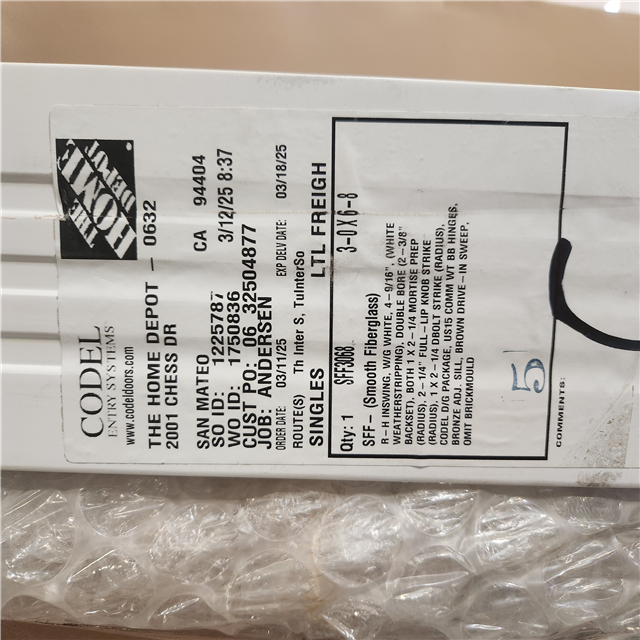 THE
HOME
DEPOT
CODEL
ENTRY SYSTEMS
www.codeldoors.com
THE HOME DEPOT - 0632
2001 CHESS DR
SAN MATEO CA 94404
SO ID: 1225787 3/12/25 8:37
WO ID: 1750836
CUST PO: 06 32504877
JOB: ANDERSEN
ORDER DATE: 03/11/25 EXP DELV DATE: 03/18/25
ROUTE(S) Th Inter S, TuInterSo
SINGLES LTL FREIGH
Qty: 1 SFF3068 3-0X6-8
SFF- (Smooth Fiberglass)
R-H INSWING, W/G WHITE, 4-9/16", (WHITE
WEATHERSTRIPPING), DOUBLE BORE (2-3/8"
BACKSET), BOTH 1 X 2-1/4 MORTISE PREP
(RADIUS), 2-1/4" FULL-LIP KNOB STRIKE
(RADIUS), 1 X 2-1/4 DBOLT STRIKE (RADIUS),
CODEL D/G PACKAGE, US15 COMM WT BB HINGES,
BRONZE ADJ. SILL, BROWN DRIVE-IN SWEEP,
OMIT BRICKMOULD
5
COMMENTS: